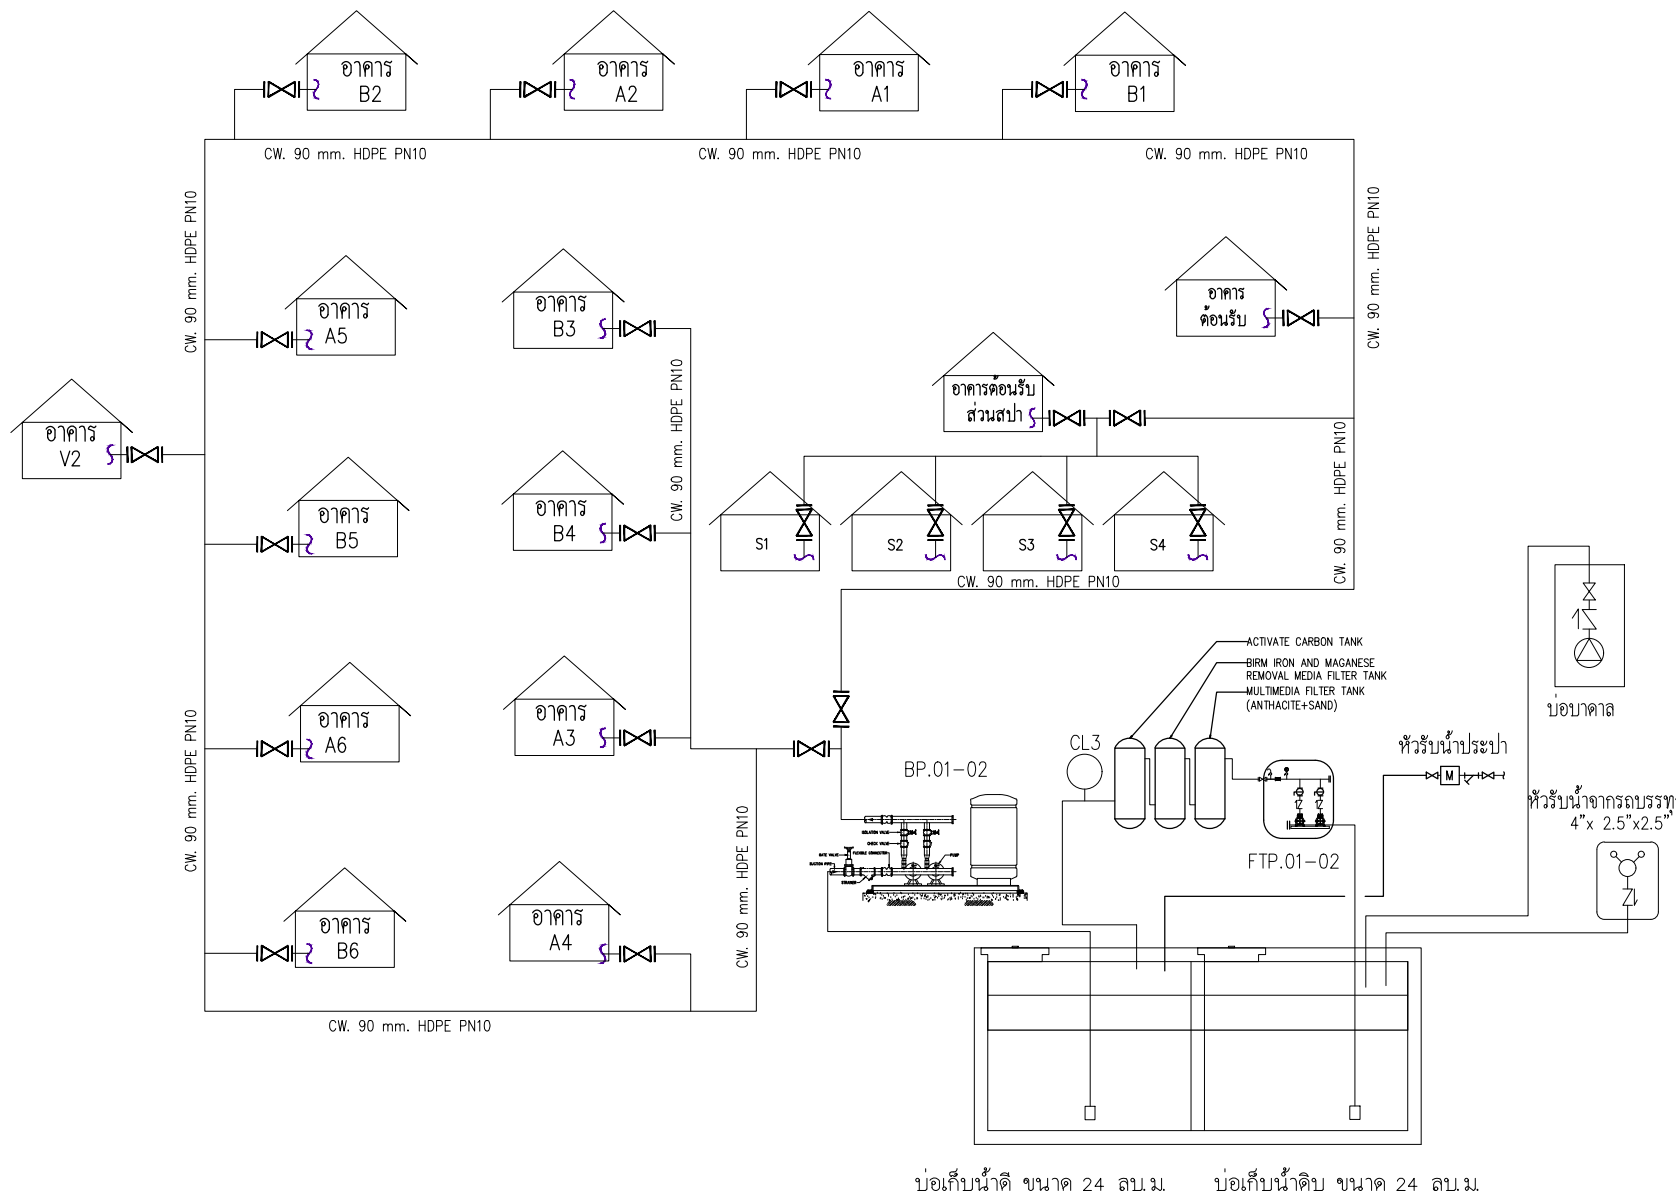 อาคาร
B2
อาคาร
A2
อาคาร
A1
อาคาร
B1
CW. 90 mm. HDPE PN10
CW. 90 mm. HDPE PN10
CW. 90 mm. HDPE PN10
CW. 90 mm. HDPE PN10
CW. 90 mm. HDPE PN10
อาคาร
A5
อาคาร
B3
อาคาร
ต้อนรับ
CW. 90 mm. HDPE PN10
อาคารต้อนรับ
ส่วนสปา
อาคาร
V2
CW. 90 mm. HDPE PN10
อาคาร
B5
อาคาร
B4
S1
S2
S3
S4
CW. 90 mm. HDPE PN10
ACTIVATE CARBON TANK
BIRM IRON AND MAGANESE
REMOVAL MEDIA FILTER TANK
MULTIMEDIA FILTER TANK
(ANTHACITE+SAND)
บ่อบาดาล
อาคาร
A6
อาคาร
A3
CW. 90 mm. HDPE PN10
CL3
BP.01-02
หัวรับน้ำประปา
M
หัวรับน้ำจากรถบรรทุก
4"x 2.5"x2.5"
CW. 90 mm. HDPE PN10
ISOLATION VALVE
CHECK VALVE
GATE VALVE
FLEXIBLE CONNECTOR
PUMP
SUCTION PIPE
STRAINER
FTP.01-02
อาคาร
B6
อาคาร
A4
CW. 90 mm. HDPE PN10
บ่อเก็บน้ำดี ขนาด 24 ลบ.ม.
บ่อเก็บน้ำดิบ ขนาด 24 ลบ.ม.